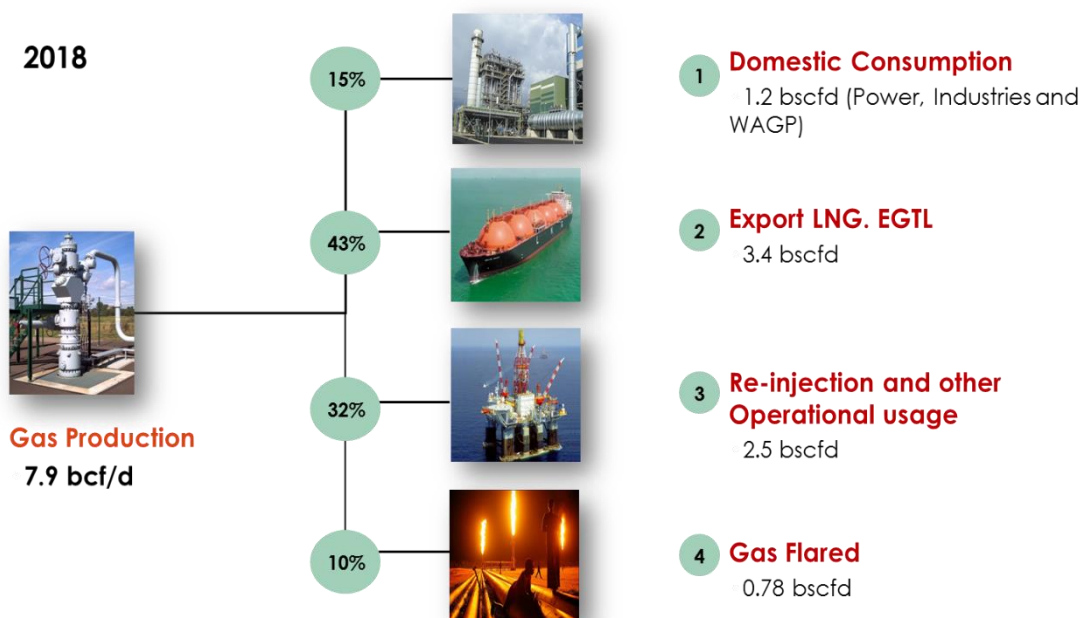 2018
15%
43%
32%
10%
Gas Production
7.9 bcf/d
1
Domestic Consumption
1.2 bscfd (Power, Industries and
WAGP)
2
Export LNG. EGTL
3.4 bscfd
3
Re-injection and other
Operational usage
2.5 bscfd
4
Gas Flared
0.78 bscfd